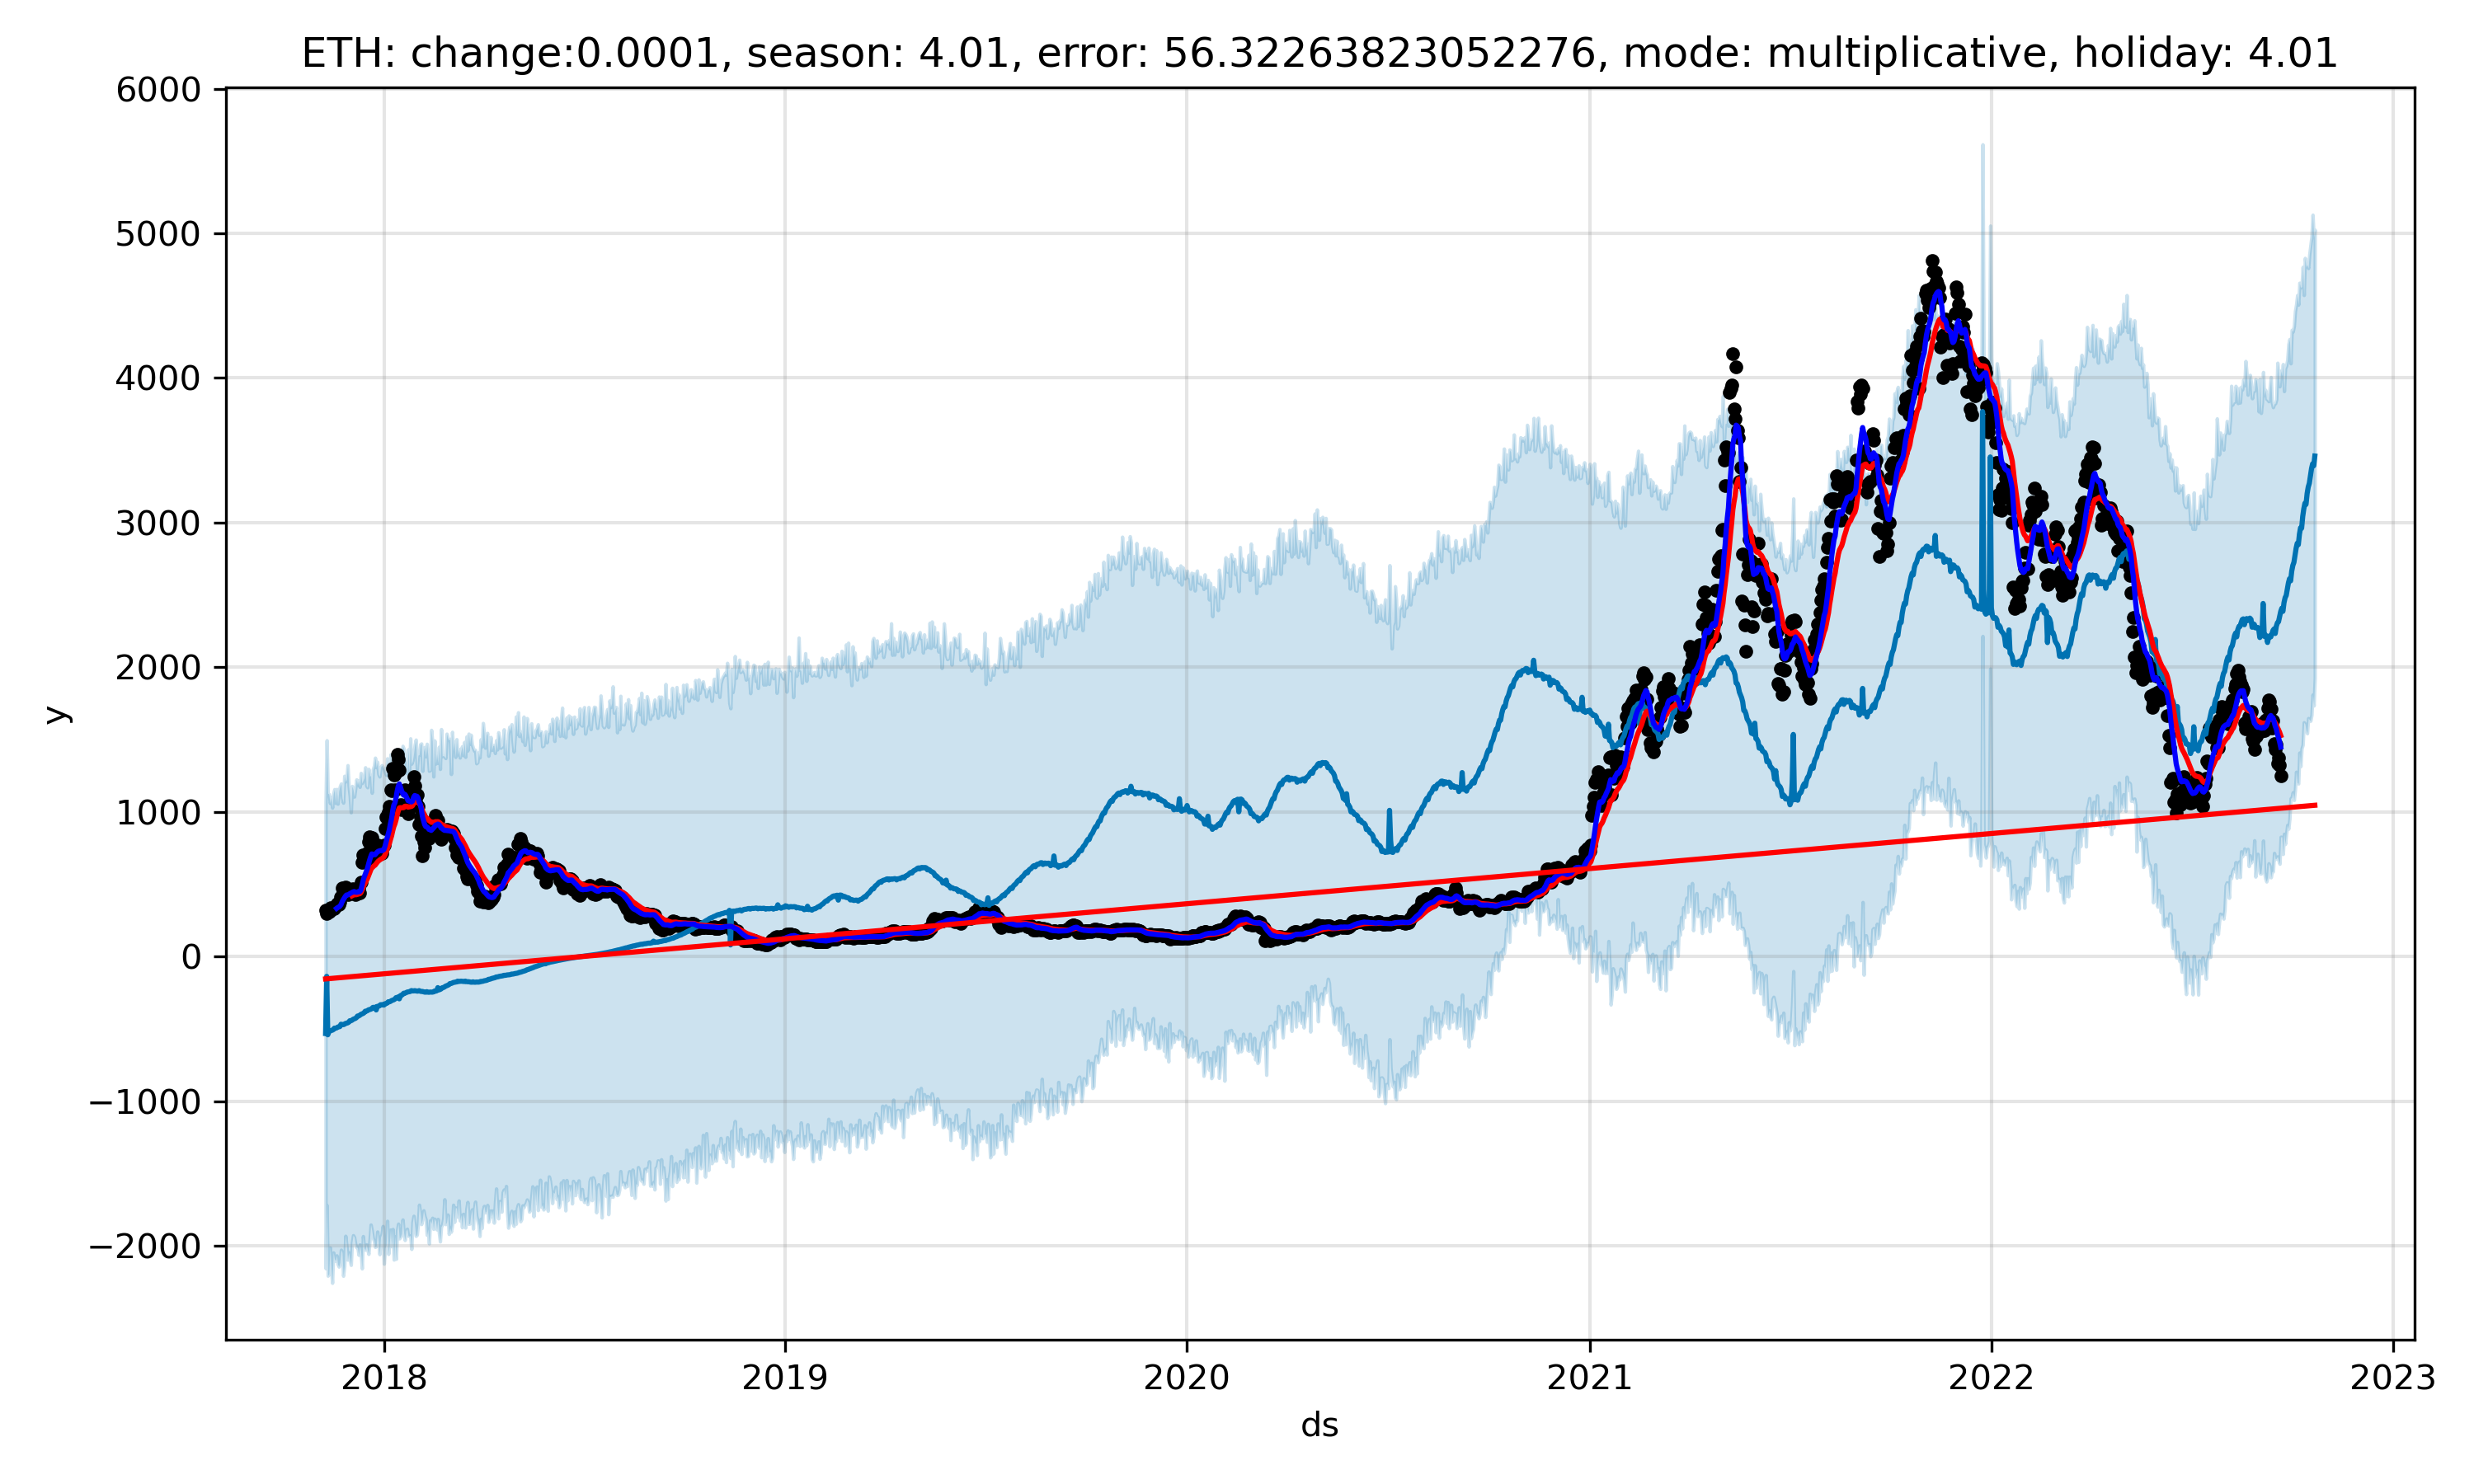 ETH: change:0.0001, season: 4.01, error: 56.32263823052276, mode: multiplicative, holiday: 4.01
6000
5000
4000
3000
2000
1000
0
−1000
−2000
y
2018 2019 2020 2021 2022 2023
ds